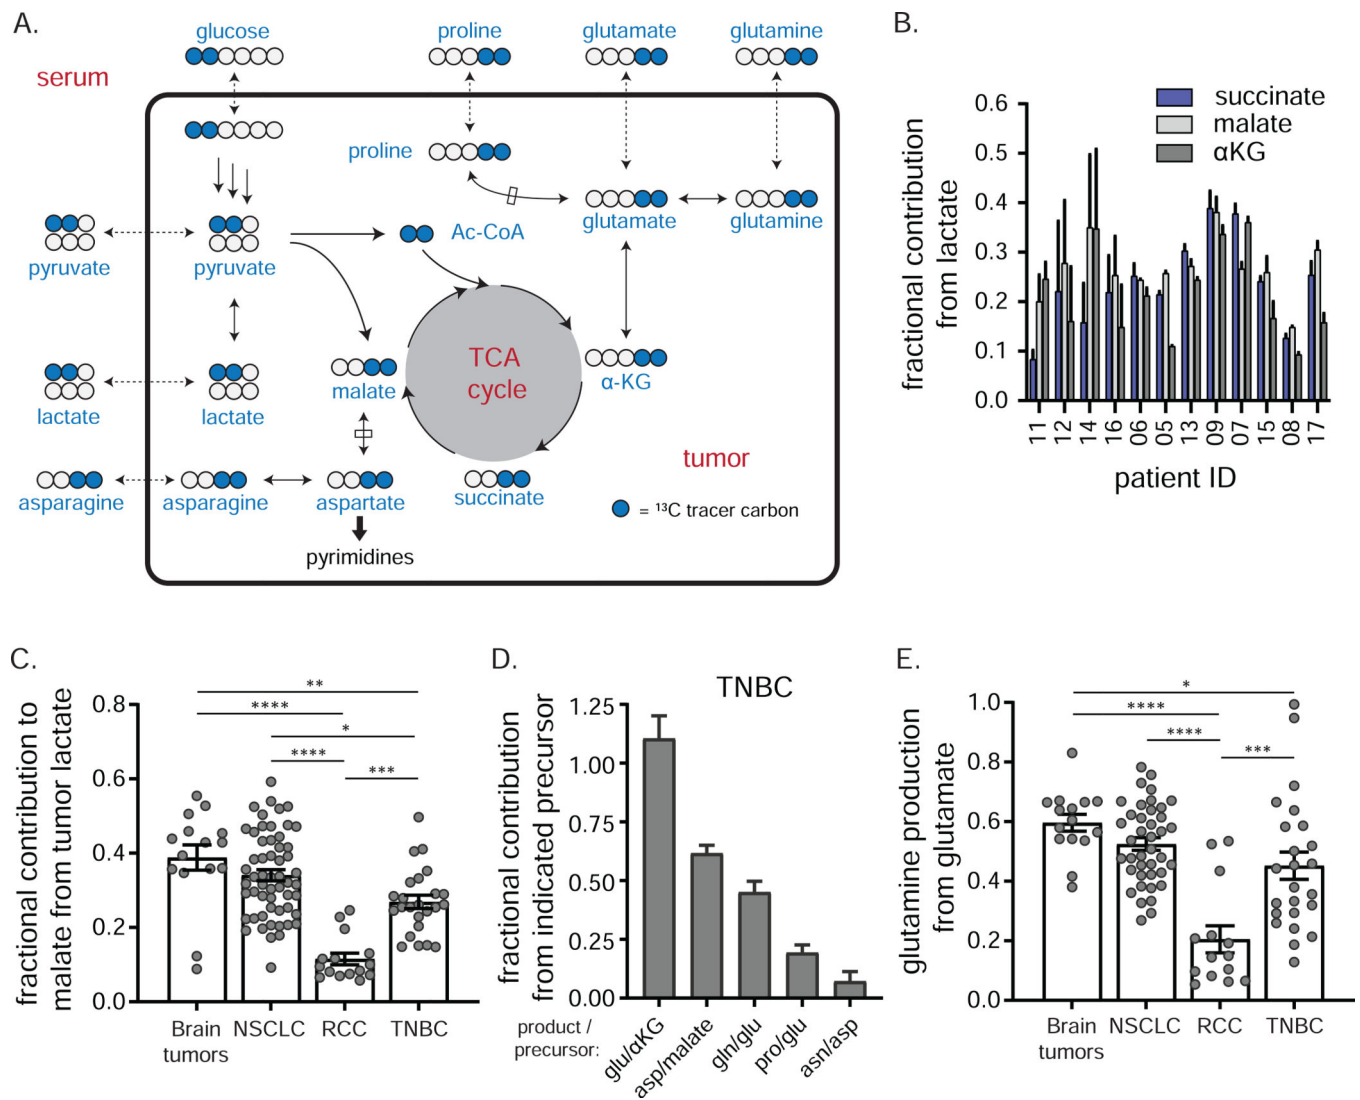 A.
serum
glucose
proline
glutamate
glutamine
proline
glutamate
glutamine
pyruvate
pyruvate
Ac-CoA
lactate
lactate
malate
TCA
cycle
α-KG
asparagine
asparagine
aspartate
succinate
tumor
= ¹³C tracer carbon
pyrimidines
B.
succinate
malate
αKG
fractional contribution
from lactate
0.6
0.5
0.4
0.3
0.2
0.1
0.0
11 12 14 16 06 05 13 09 07 15 08 17
patient ID
C.
fractional contribution to
malate from tumor lactate
0.8
0.6
0.4
0.2
0.0
**
****
*
****
***
Brain
tumors
NSCLC
RCC
TNBC
D.
TNBC
fractional contribution
from indicated precursor
1.25
1.00
0.75
0.50
0.25
0.00
product /
precursor:
glu/αKG
asp/malate
gln/glu
pro/glu
asn/asp
E.
glutamine production
from glutamate
1.0
0.8
0.6
0.4
0.2
0.0
*
****
****
***
Brain
tumors
NSCLC
RCC
TNBC